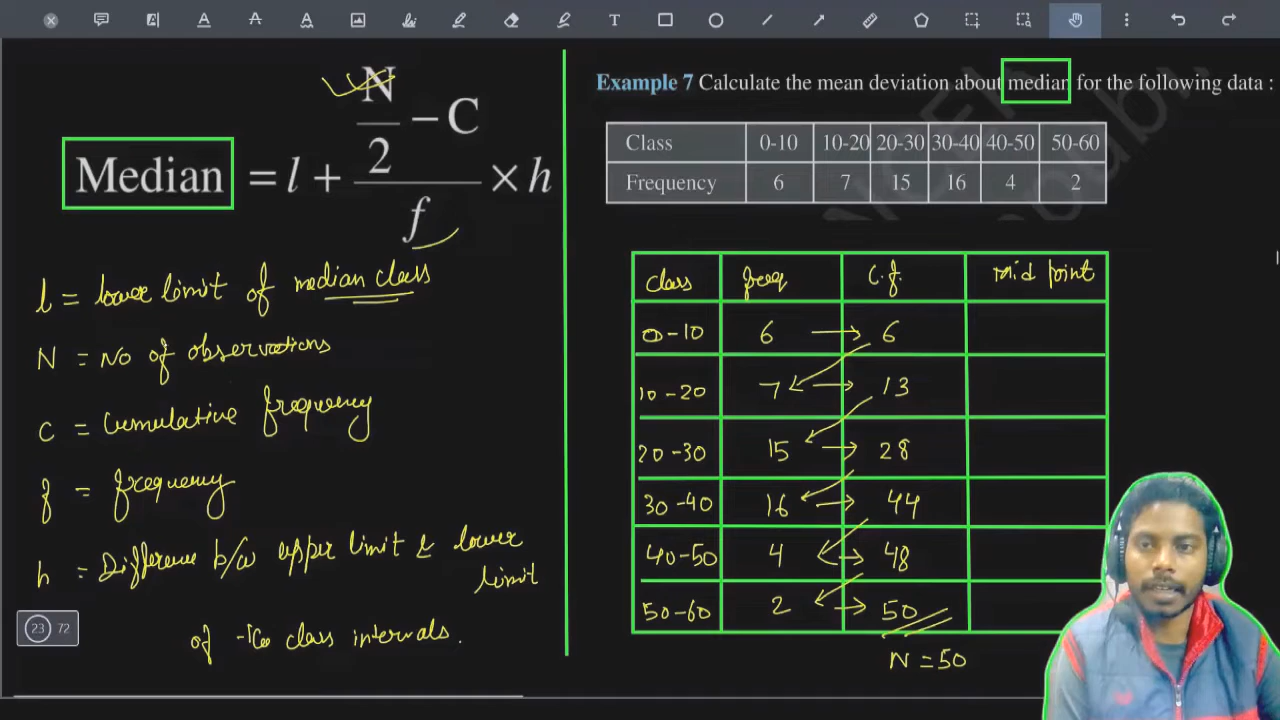 Median = l + (N/2 − C)/f × h
l = lower limit of median class
N = No of observations
C = Cumulative frequency
f = frequency
h = Difference b/w upper limit & lower
limit
of the class intervals.
23 72
Example 7 Calculate the mean deviation about median for the following data :
Class 0-10 10-20 20-30 30-40 40-50 50-60
Frequency 6 7 15 16 4 2
class freq C.f. Mid point
0-10 6 6
10-20 7 13
20-30 15 28
30-40 16 44
40-50 4 48
50-60 2 50
N = 50